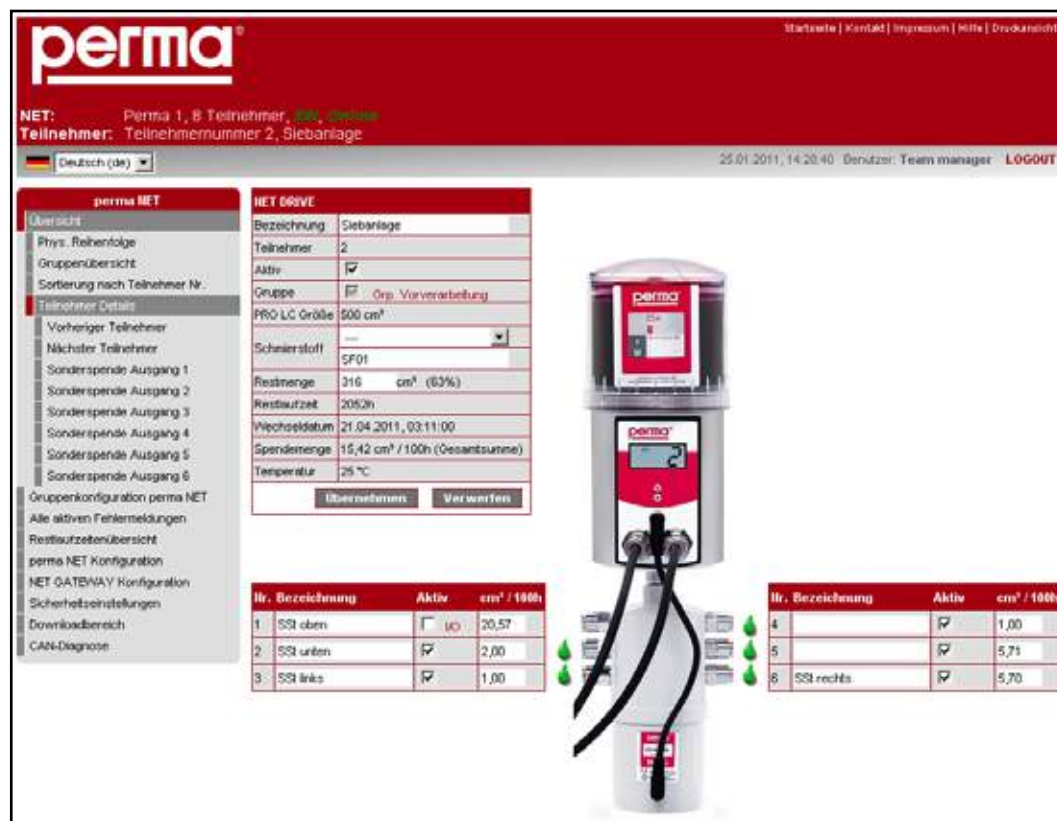 perma
Startseite | Kontakt | Impressum | Hilfe | Druckansicht
NET: Perma 1, 8 Teilnehmer,
Teilnehmer: Teilnehmernummer 2, Siebanlage
Deutsch (de)
25.01.2011, 14:20:40 Benutzer: Team manager LOGOUT
perma NET
Übersicht
Phys. Reihenfolge
Gruppenübersicht
Sortierung nach Teilnehmer Nr.
Teilnehmer Details
Vorheriger Teilnehmer
Nächster Teilnehmer
Sonderspende Ausgang 1
Sonderspende Ausgang 2
Sonderspende Ausgang 3
Sonderspende Ausgang 4
Sonderspende Ausgang 5
Sonderspende Ausgang 6
Gruppenkonfiguration perma NET
Alle aktiven Fehlermeldungen
Restlaufzeitenübersicht
perma NET Konfiguration
NET GATEWAY Konfiguration
Sicherheitseinstellungen
Downloadbereich
CAN-Diagnose
NET DRIVE
Bezeichnung Siebanlage
Teilnehmer 2
Aktiv
Gruppe Grp. Vorverarbeitung
PRO LC Größe 500 cm³
Schmierstoff ---
SF01
Restmenge 316 cm³ (63%)
Restlaufzeit 2052h
Wechseldatum 21.04.2011, 03:11:00
Spendemenge 15,42 cm³ / 100h (Gesamtsumme)
Temperatur 25 °C
Übernehmen Verwerfen
perma
perma
2
Nr. Bezeichnung Aktiv cm³ / 100h
1 SSt oben I/O 20,57
2 SSt unten 2,00
3 SSt links 1,00
Nr. Bezeichnung Aktiv cm³ / 100h
4 1,00
5 5,71
6 SSt rechts 5,70